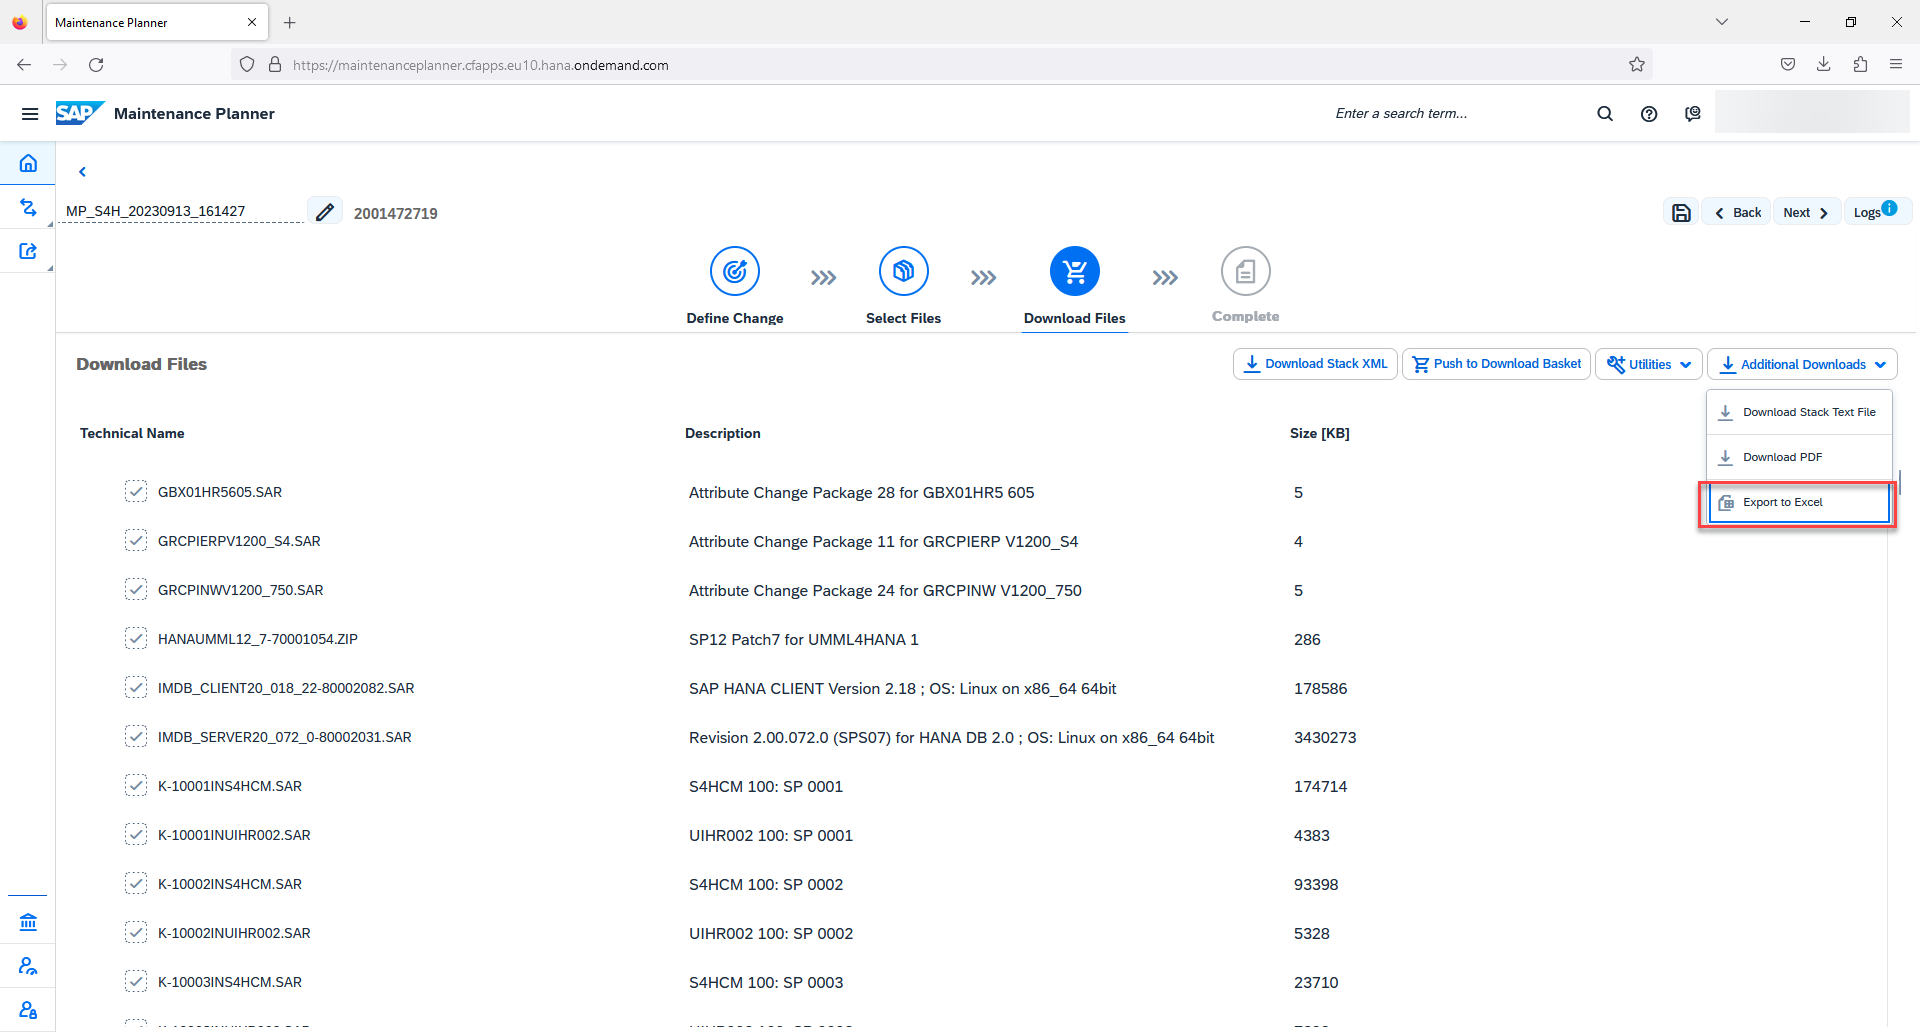 Maintenance Planner
https://maintenanceplanner.cfapps.eu10.hana.ondemand.com
SAP Maintenance Planner
Enter a search term...
MP_S4H_20230913_161427
2001472719
Back
Next
Logs
Define Change
Select Files
Download Files
Complete
Download Files
Download Stack XML
Push to Download Basket
Utilities
Additional Downloads
Download Stack Text File
Download PDF
Export to Excel
Technical Name Description Size [KB]
GBX01HR5605.SAR Attribute Change Package 28 for GBX01HR5 605 5
GRCPIERPV1200_S4.SAR Attribute Change Package 11 for GRCPIERP V1200_S4 4
GRCPINWV1200_750.SAR Attribute Change Package 24 for GRCPINW V1200_750 5
HANAUMML12_7-70001054.ZIP SP12 Patch7 for UMML4HANA 1 286
IMDB_CLIENT20_018_22-80002082.SAR SAP HANA CLIENT Version 2.18 ; OS: Linux on x86_64 64bit 178586
IMDB_SERVER20_072_0-80002031.SAR Revision 2.00.072.0 (SPS07) for HANA DB 2.0 ; OS: Linux on x86_64 64bit 3430273
K-10001INS4HCM.SAR S4HCM 100: SP 0001 174714
K-10001INUIHR002.SAR UIHR002 100: SP 0001 4383
K-10002INS4HCM.SAR S4HCM 100: SP 0002 93398
K-10002INUIHR002.SAR UIHR002 100: SP 0002 5328
K-10003INS4HCM.SAR S4HCM 100: SP 0003 23710